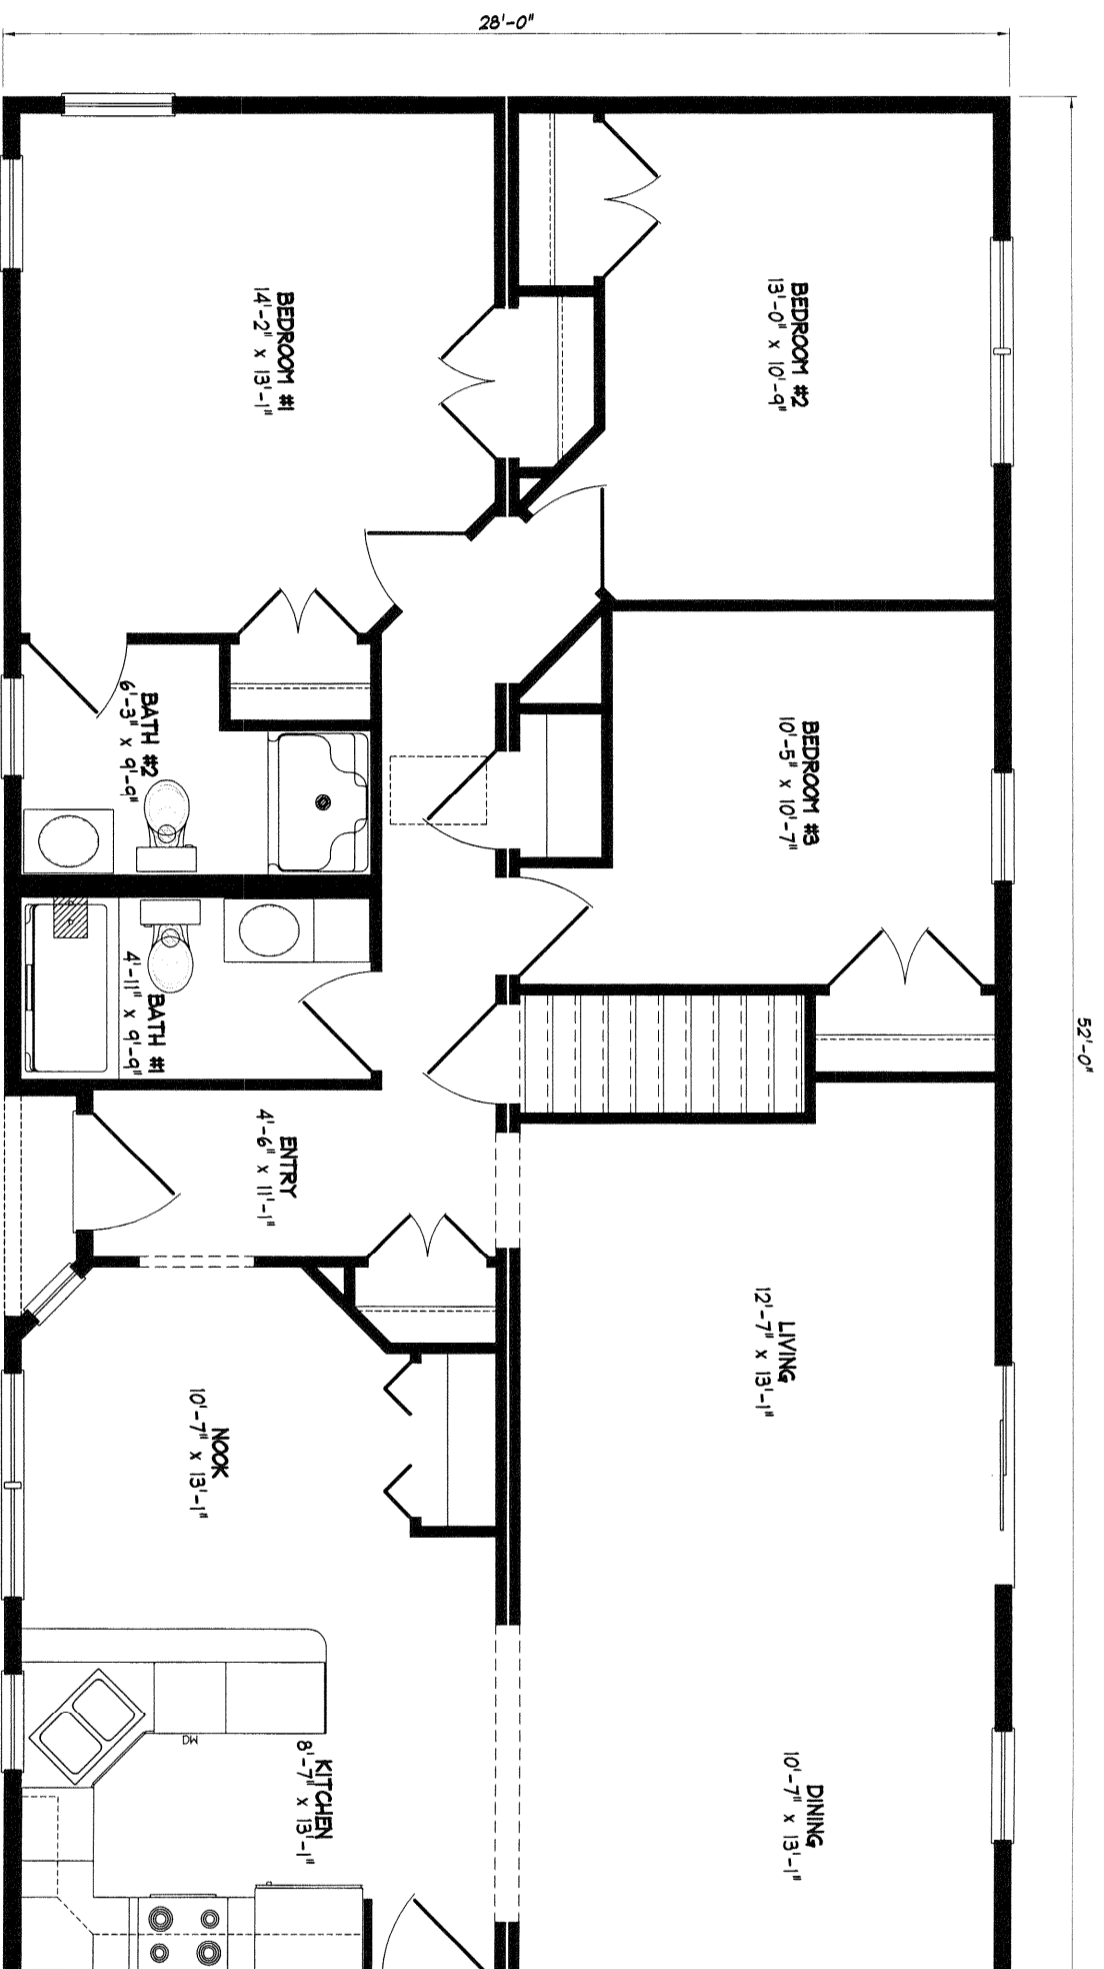 28'-0"
52'-0"
BEDROOM #1
14'-2" x 13'-1"
BEDROOM #2
13'-0" x 10'-9"
BATH #2
6'-3" x 9'-9"
BEDROOM #3
10'-5" x 10'-7"
BATH #1
4'-11" x 9'-9"
ENTRY
4'-6" x 11'-1"
LIVING
12'-7" x 13'-1"
NOOK
10'-7" x 13'-1"
DW
KITCHEN
8'-7" x 13'-1"
DINING
10'-7" x 13'-1"